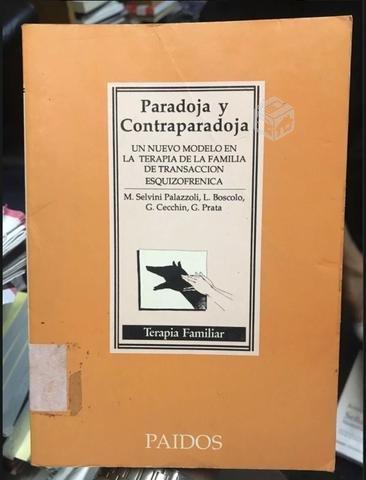 Paradoja y
Contraparadoja
UN NUEVO MODELO EN
LA TERAPIA DE LA FAMILIA
DE TRANSACCION
ESQUIZOFRENICA
M. Selvini Palazzoli, L. Boscolo,
G. Cecchin, G. Prata
Terapia Familiar
PAIDOS